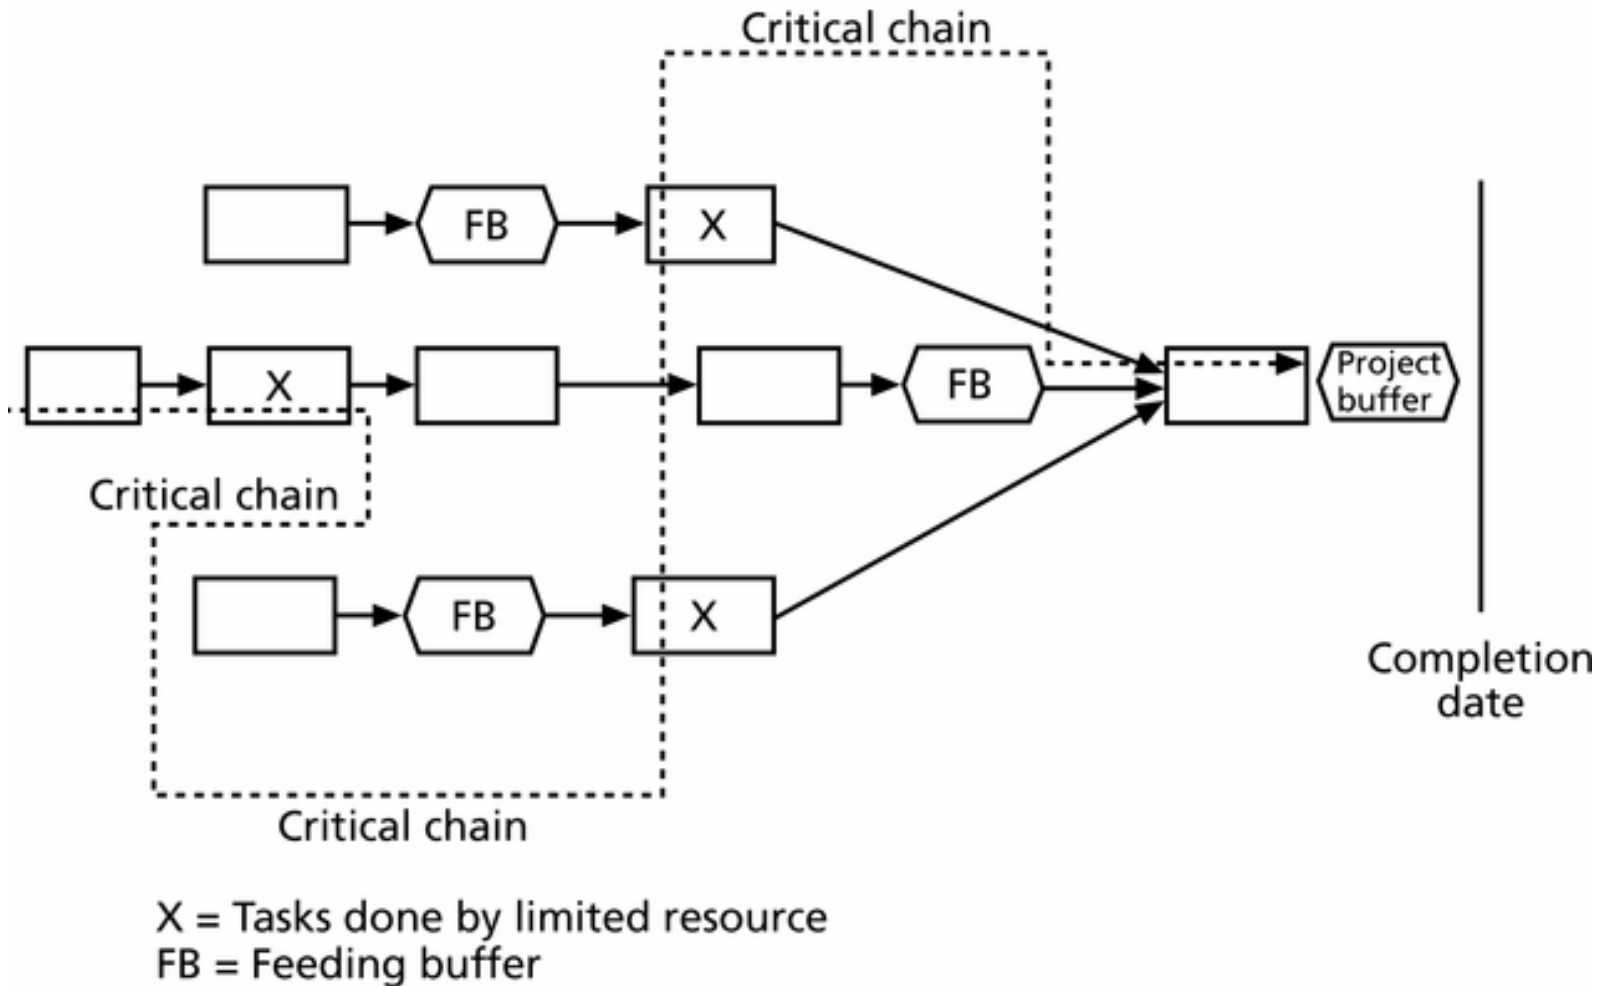 Critical chain
FB
X
X
FB
Project
buffer
Critical chain
FB
X
Completion
date
Critical chain
X = Tasks done by limited resource
FB = Feeding buffer